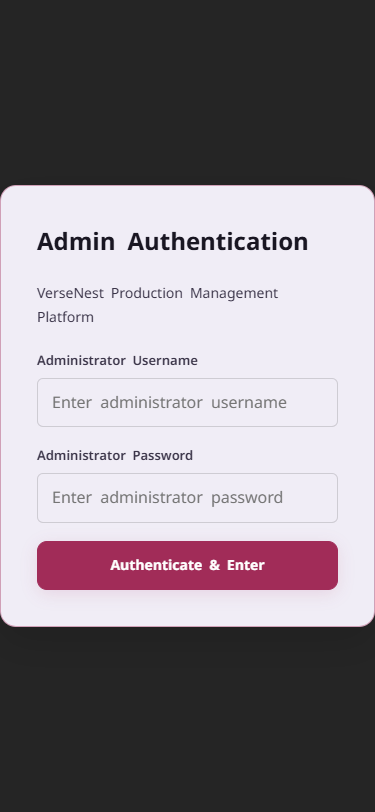 Admin Authentication
VerseNest Production Management
Platform
Administrator Username
Enter administrator username
Administrator Password
Enter administrator password
Authenticate & Enter